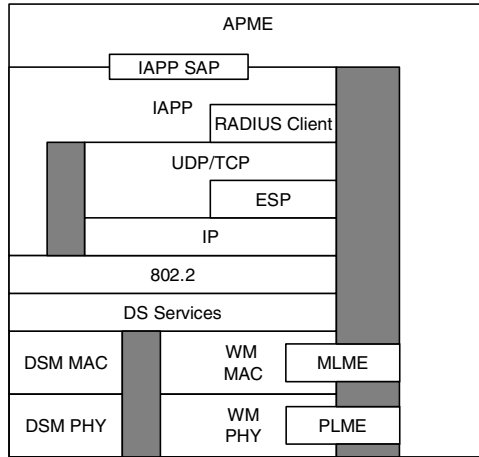 APME
IAPP SAP
IAPP
RADIUS Client
UDP/TCP
ESP
IP
802.2
DS Services
DSM MAC
WM
MAC
MLME
DSM PHY
WM
PHY
PLME